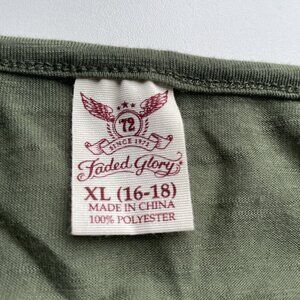 72
SINCE 1972
Faded Glory
XL (16-18)
MADE IN CHINA
100% POLYESTER